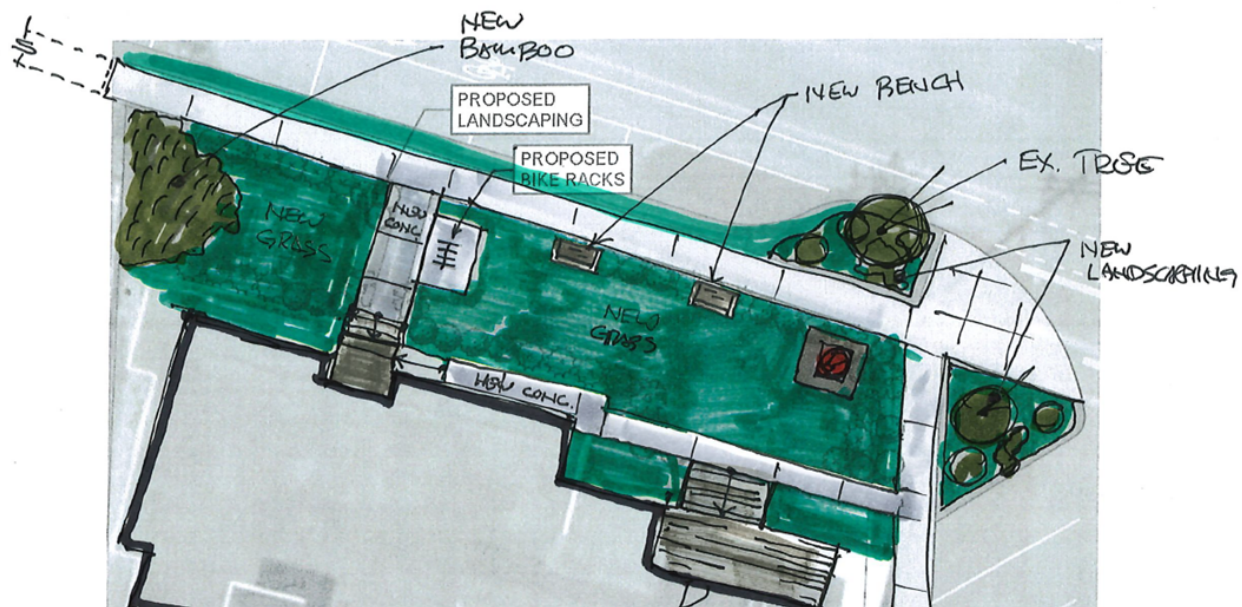 NEW
BAMBOO
PROPOSED
LANDSCAPING
NEW BENCH
PROPOSED
BIKE RACKS
EX. TREE
NEW
GRASS
NEW
CONC.
NEW
LANDSCAPING
NEW
GRASS
NEW CONC.